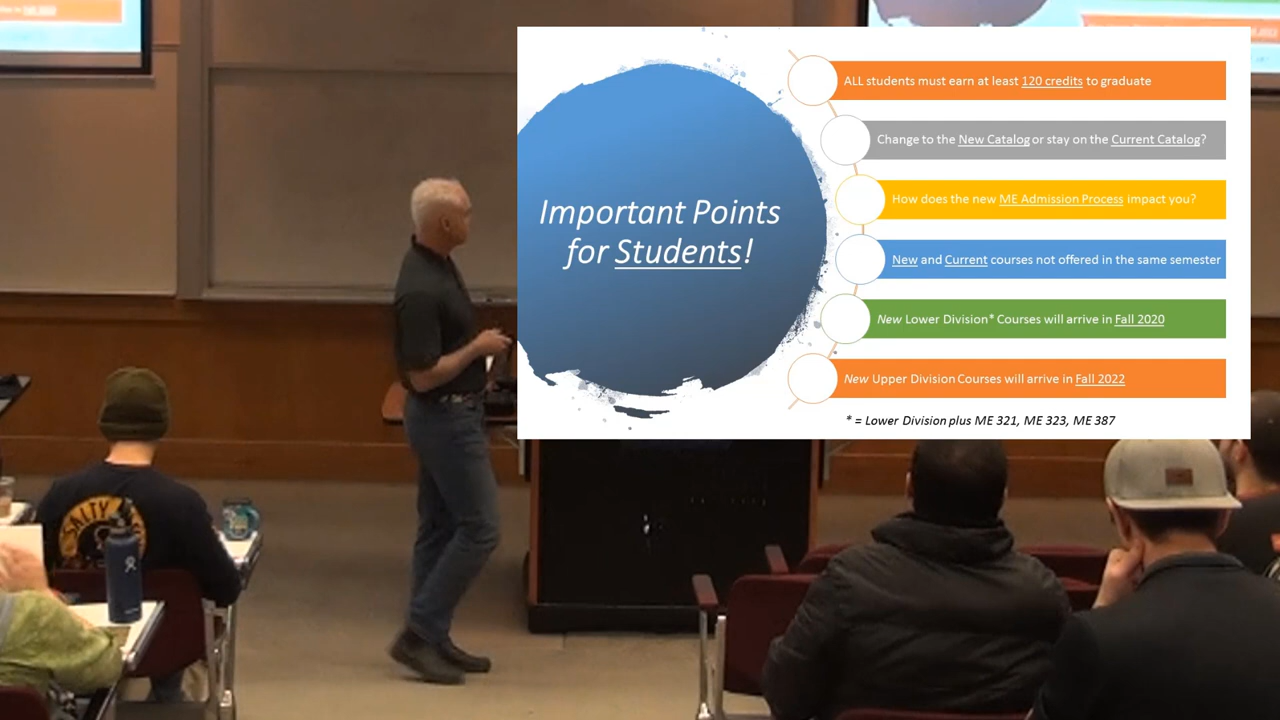 Important Points
for Students!
ALL students must earn at least 120 credits to graduate
Change to the New Catalog or stay on the Current Catalog?
How does the new ME Admission Process impact you?
New and Current courses not offered in the same semester
New Lower Division* Courses will arrive in Fall 2020
New Upper Division Courses will arrive in Fall 2022
* = Lower Division plus ME 321, ME 323, ME 387
SALTY